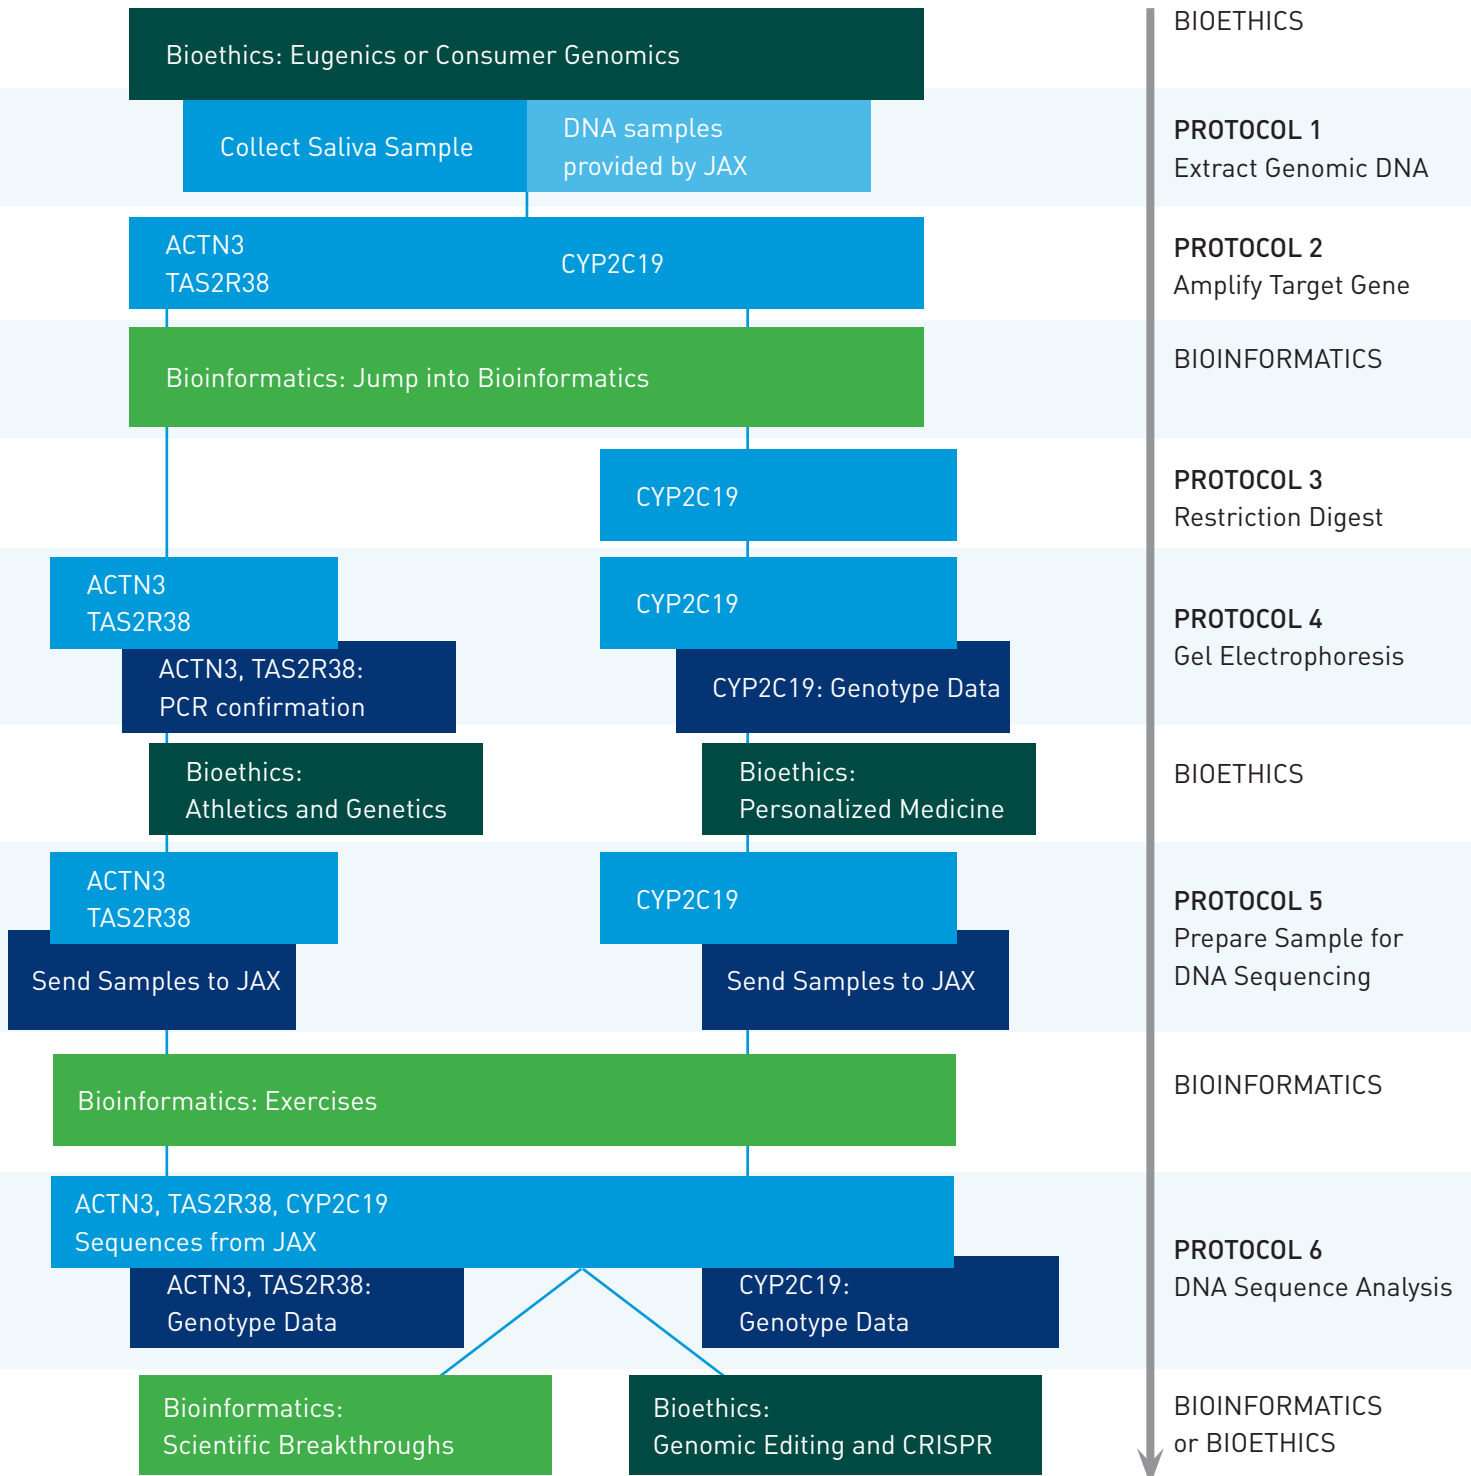 BIOETHICS
Bioethics: Eugenics or Consumer Genomics
Collect Saliva Sample
DNA samples
provided by JAX
PROTOCOL 1
Extract Genomic DNA
ACTN3
TAS2R38
CYP2C19
PROTOCOL 2
Amplify Target Gene
Bioinformatics: Jump into Bioinformatics
BIOINFORMATICS
CYP2C19
PROTOCOL 3
Restriction Digest
ACTN3
TAS2R38
CYP2C19
ACTN3, TAS2R38:
PCR confirmation
CYP2C19: Genotype Data
PROTOCOL 4
Gel Electrophoresis
Bioethics:
Athletics and Genetics
Bioethics:
Personalized Medicine
BIOETHICS
ACTN3
TAS2R38
CYP2C19
Send Samples to JAX
Send Samples to JAX
PROTOCOL 5
Prepare Sample for
DNA Sequencing
Bioinformatics: Exercises
BIOINFORMATICS
ACTN3, TAS2R38, CYP2C19
Sequences from JAX
ACTN3, TAS2R38:
Genotype Data
CYP2C19:
Genotype Data
PROTOCOL 6
DNA Sequence Analysis
Bioinformatics:
Scientific Breakthroughs
Bioethics:
Genomic Editing and CRISPR
BIOINFORMATICS
or BIOETHICS